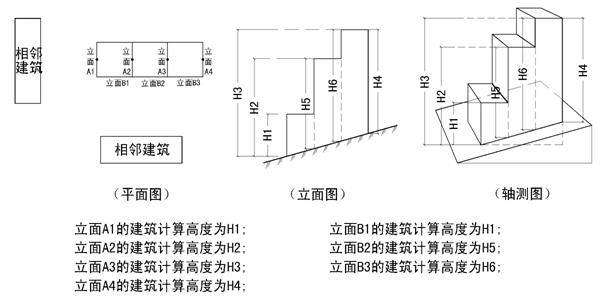 相邻
建筑
立面A1
立面A2
立面A3
立面A4
立面B1
立面B2
立面B3
相邻建筑
(平面图)
H3
H2
H1
H5
H6
H4
(立面图)
H3
H2
H1
H5
H6
H4
(轴测图)
立面A1的建筑计算高度为H1;
立面A2的建筑计算高度为H2;
立面A3的建筑计算高度为H3;
立面A4的建筑计算高度为H4;
立面B1的建筑计算高度为H1;
立面B2的建筑计算高度为H5;
立面B3的建筑计算高度为H6;